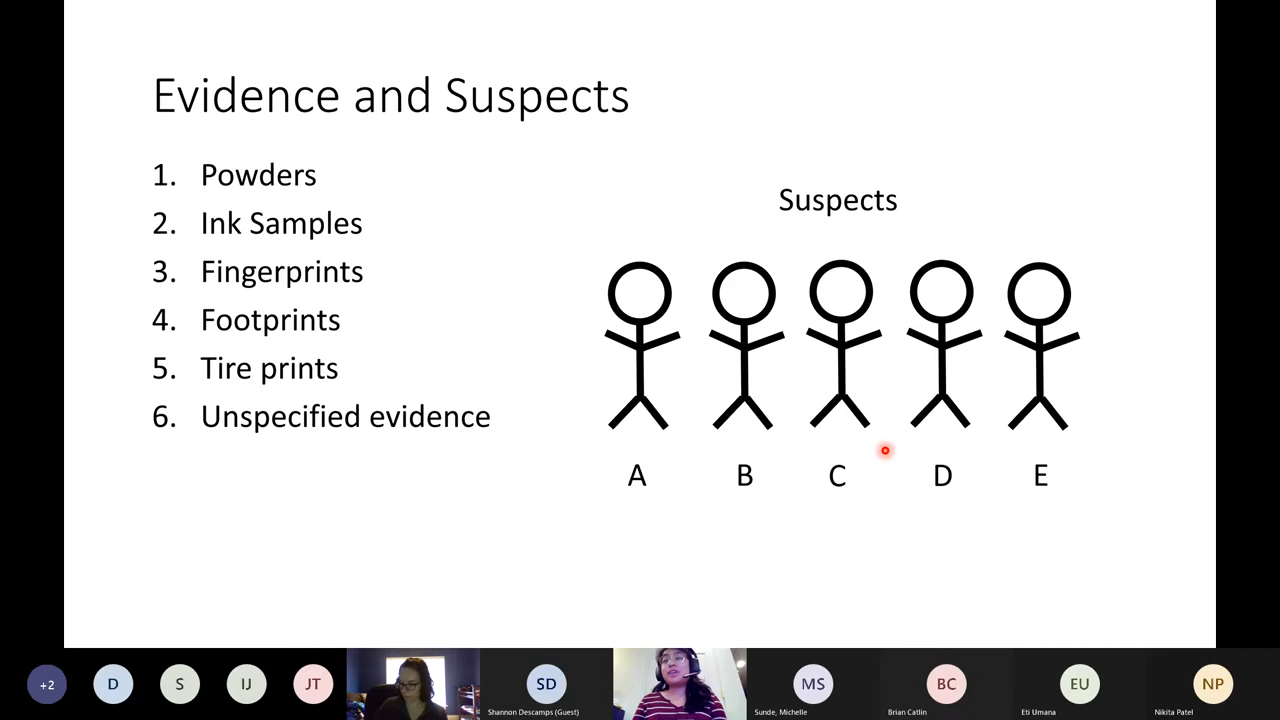 Evidence and Suspects
1. Powders
2. Ink Samples
3. Fingerprints
4. Footprints
5. Tire prints
6. Unspecified evidence
Suspects
A B C D E
+2 D S IJ JT SD MS BC EU NP
Shannon Descamps (Guest) Sunde, Michelle Brian Catlin Eti Umana Nikita Patel